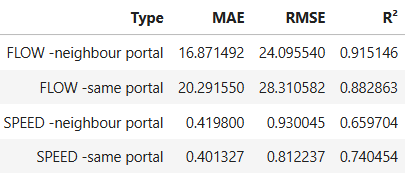 Type MAE RMSE R²
FLOW -neighbour portal 16.871492 24.095540 0.915146
FLOW -same portal 20.291550 28.310582 0.882863
SPEED -neighbour portal 0.419800 0.930045 0.659704
SPEED -same portal 0.401327 0.812237 0.740454